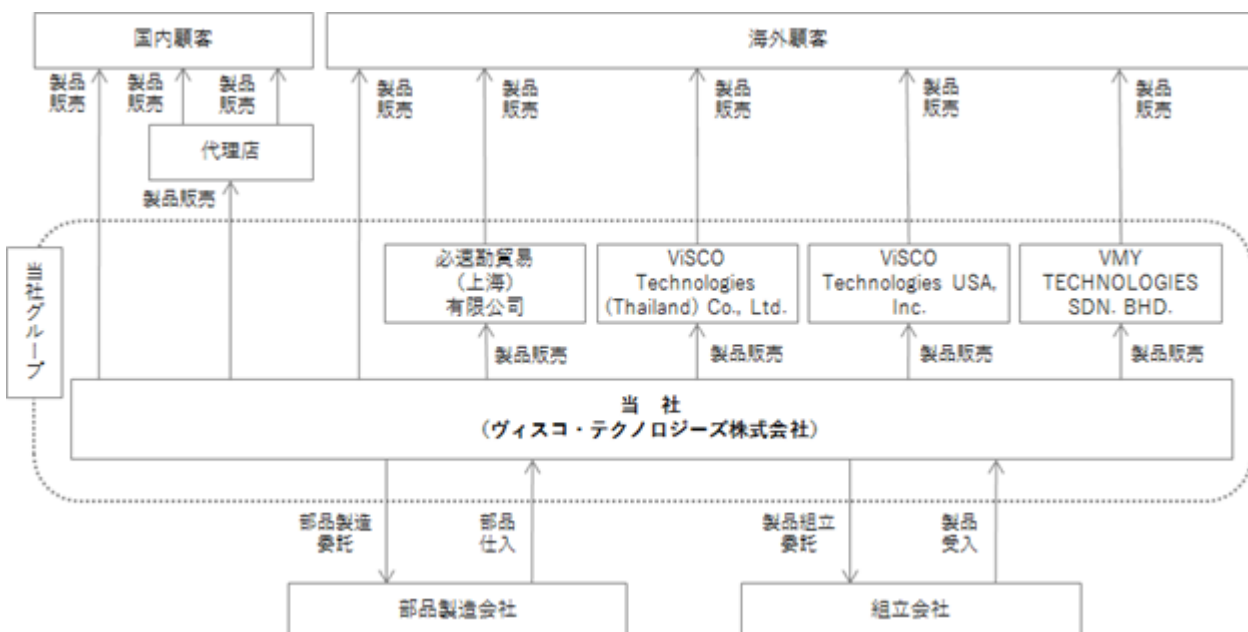 国内顧客
海外顧客
製品
販売
製品
販売
製品
販売
製品
販売
製品
販売
製品
販売
製品
販売
製品
販売
代理店
製品販売
当社グループ
必速勘貿易
(上海)
有限公司
ViSCO
Technologies
(Thailand) Co., Ltd.
ViSCO
Technologies USA,
Inc.
VMY
TECHNOLOGIES
SDN. BHD.
製品販売
製品販売
製品販売
製品販売
当 社
(ヴィスコ・テクノロジーズ株式会社)
部品製造
委託
部品
仕入
製品組立
委託
製品
受入
部品製造会社
組立会社